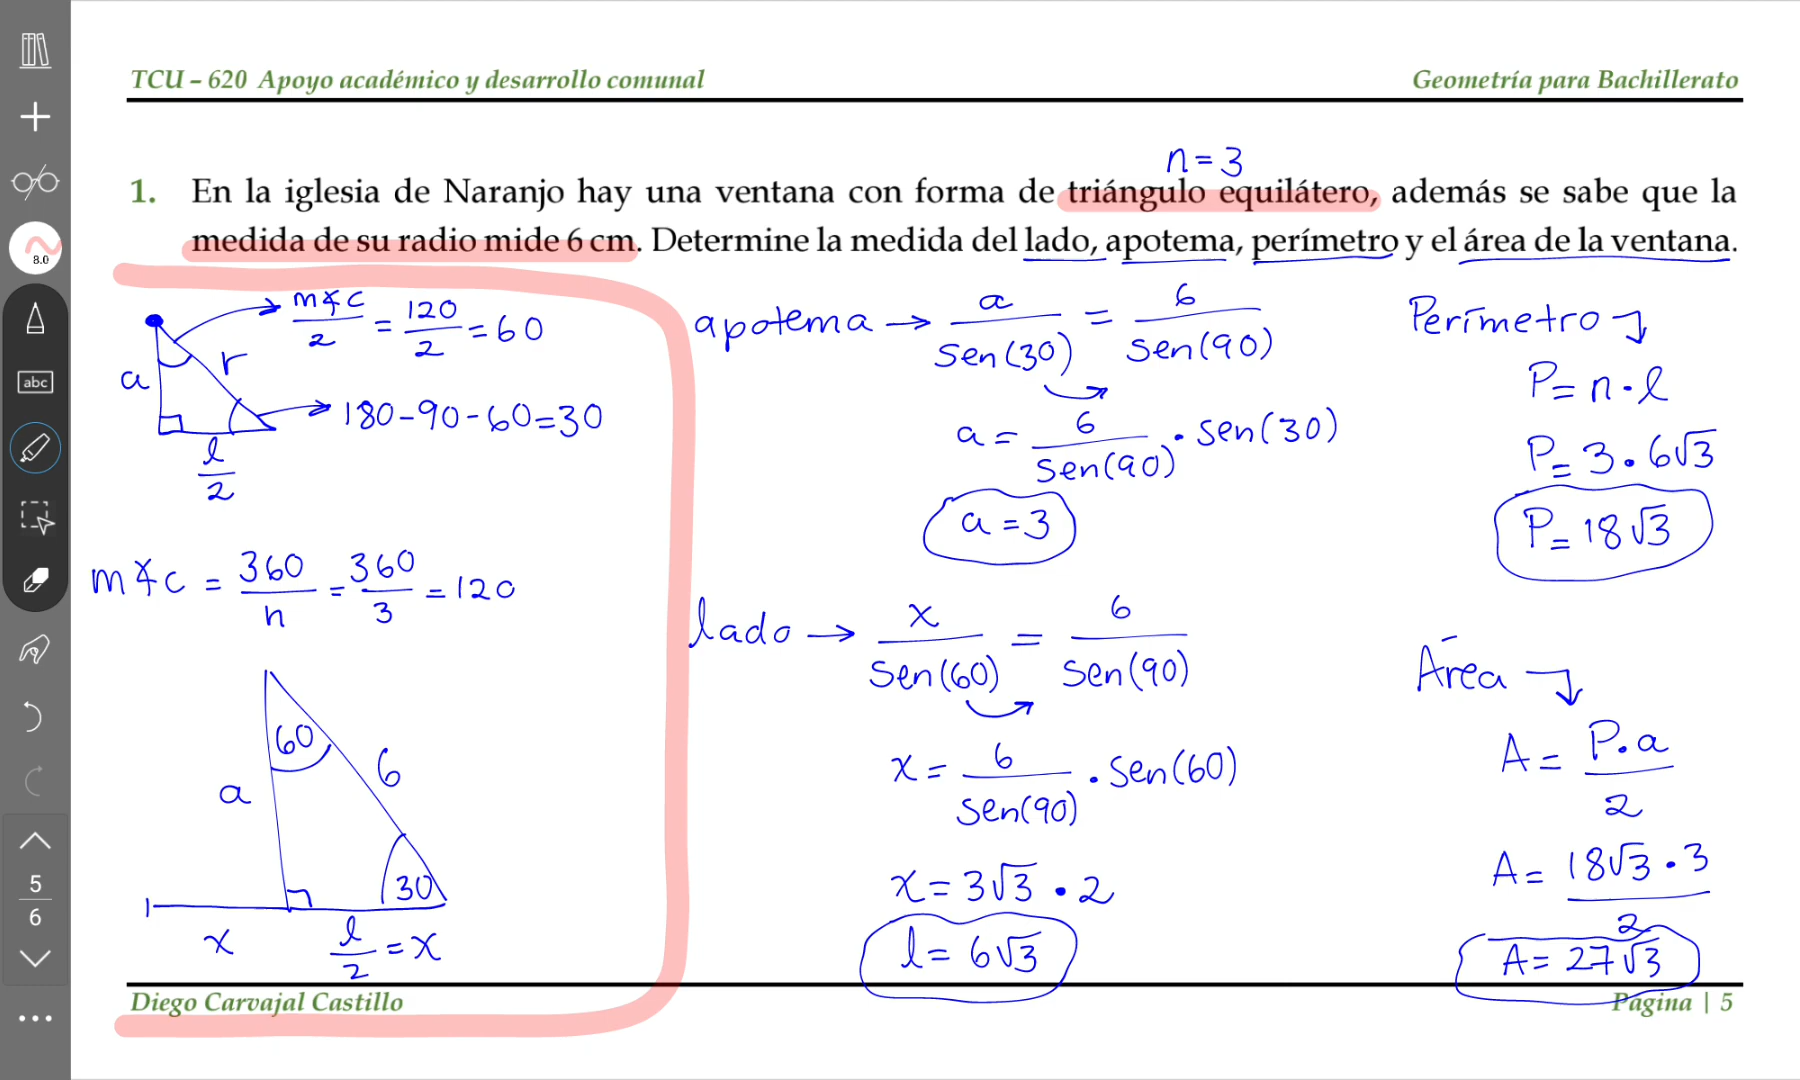 TCU – 620 Apoyo académico y desarrollo comunal
Geometría para Bachillerato
n = 3
1. En la iglesia de Naranjo hay una ventana con forma de triángulo equilátero, además se sabe que la
medida de su radio mide 6 cm. Determine la medida del lado, apotema, perímetro y el área de la ventana.
m∡c/2 = 120/2 = 60
a
r
180-90-60=30
l/2
m∡c = 360/n = 360/3 = 120
60
a
6
30
x
l/2 = x
apotema → a/Sen(30) = 6/Sen(90)
a = 6/Sen(90) · sen(30)
a = 3
lado → x/Sen(60) = 6/Sen(90)
x = 6/Sen(90) · Sen(60)
x = 3√3 · 2
l = 6√3
Perímetro
P = n · l
P = 3 · 6√3
P = 18√3
Área
A = P·a/2
A = 18√3 · 3/2
A = 27√3
Diego Carvajal Castillo
Página | 5
8.0
abc
5
6